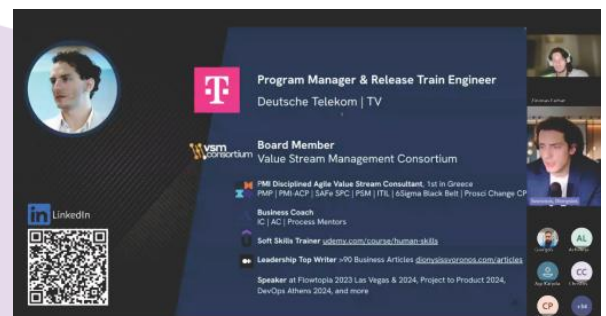 T
Program Manager & Release Train Engineer
Deutsche Telekom | TV
vsm
consortium
Board Member
Value Stream Management Consortium
PMI Disciplined Agile Value Stream Consultant, 1st in Greece
PMP | PMI-ACP | SAFe SPC | PSM | ITIL | 6Sigma Black Belt | Prosci Change CP
in LinkedIn
Business Coach
IC | AC | Process Mentors
Soft Skills Trainer udemy.com/course/human-skills
Leadership Top Writer >90 Business Articles dionysisvoronos.com/articles
Speaker at Flowtopia 2023 Las Vegas & 2024, Project to Product 2024,
DevOps Athens 2024, and more
AL
CC
CP
+34